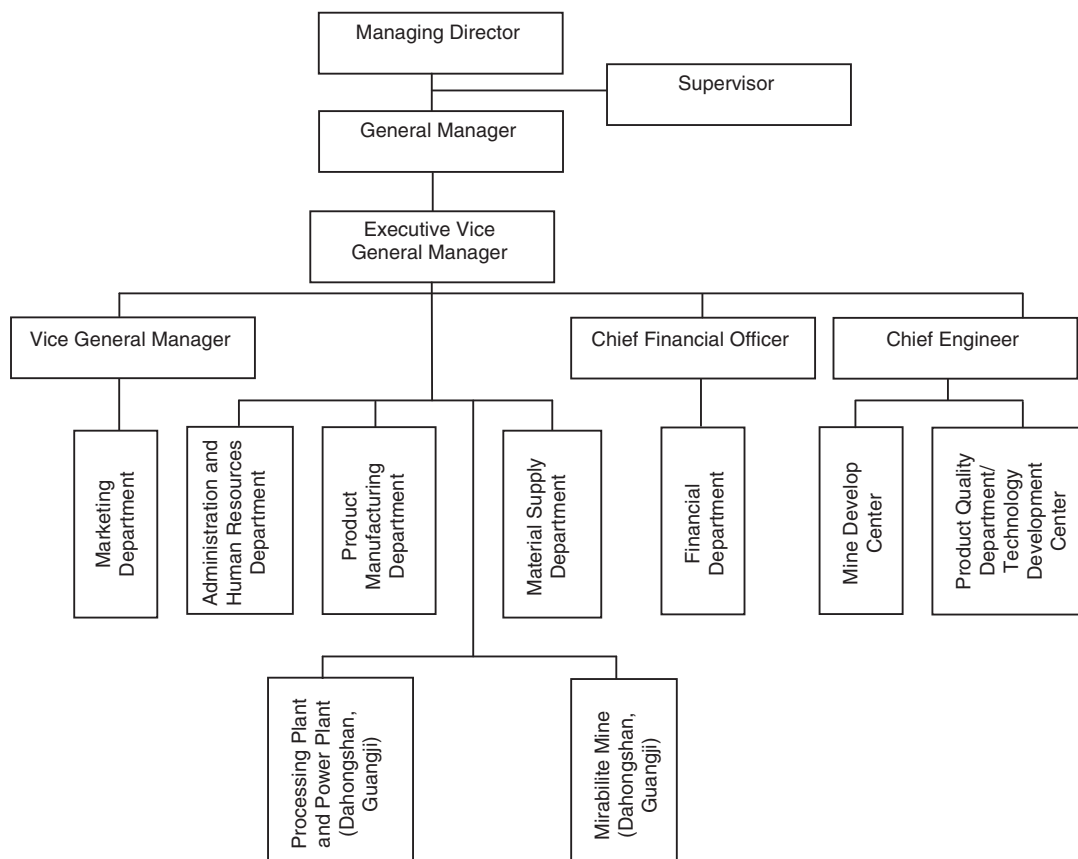 Managing Director
Supervisor
General Manager
Executive Vice
General Manager
Vice General Manager
Chief Financial Officer
Chief Engineer
Marketing
Department
Administration and
Human Resources
Department
Product
Manufacturing
Department
Material Supply
Department
Financial
Department
Mine Develop
Center
Product Quality
Department/
Technology
Development
Center
Processing Plant
and Power Plant
(Dahongshan,
Guangji)
Mirabilite Mine
(Dahongshan,
Guangji)